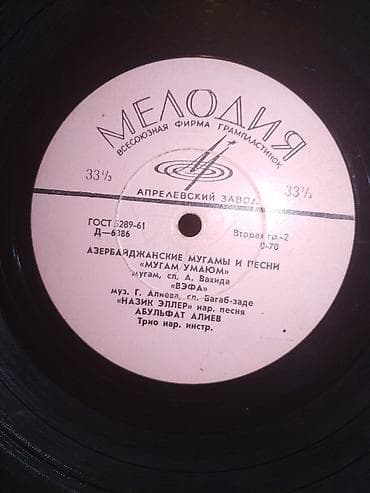 МЕЛОДИЯ
ВСЕСОЮЗНАЯ ФИРМА ГРАМПЛАСТИНОК
33⅓ 33⅓
АПРЕЛЕВСКИЙ ЗАВОД
ГОСТ 5289-61 Вторая гр.-2
Д—6386 0-70
АЗЕРБАЙДЖАНСКИЕ МУГАМЫ И ПЕСНИ
«МУГАМ УМАЮМ»
Мугам, сл. А. Вахида
«ВЭФА»
муз. Г. Алиева, сл. Вагаб-заде
«НАЗИК ЭЛЛЕР» нар. песня
АБУЛЬФАТ АЛИЕВ
Трио нар. инстр.